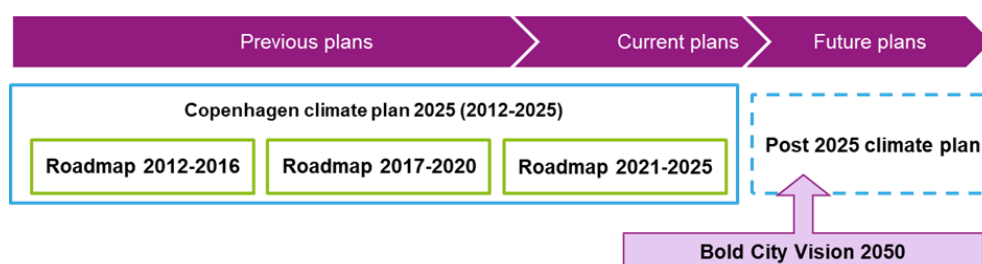 Previous plans
Current plans
Future plans
Copenhagen climate plan 2025 (2012-2025)
Roadmap 2012-2016
Roadmap 2017-2020
Roadmap 2021-2025
Post 2025 climate plan
Bold City Vision 2050